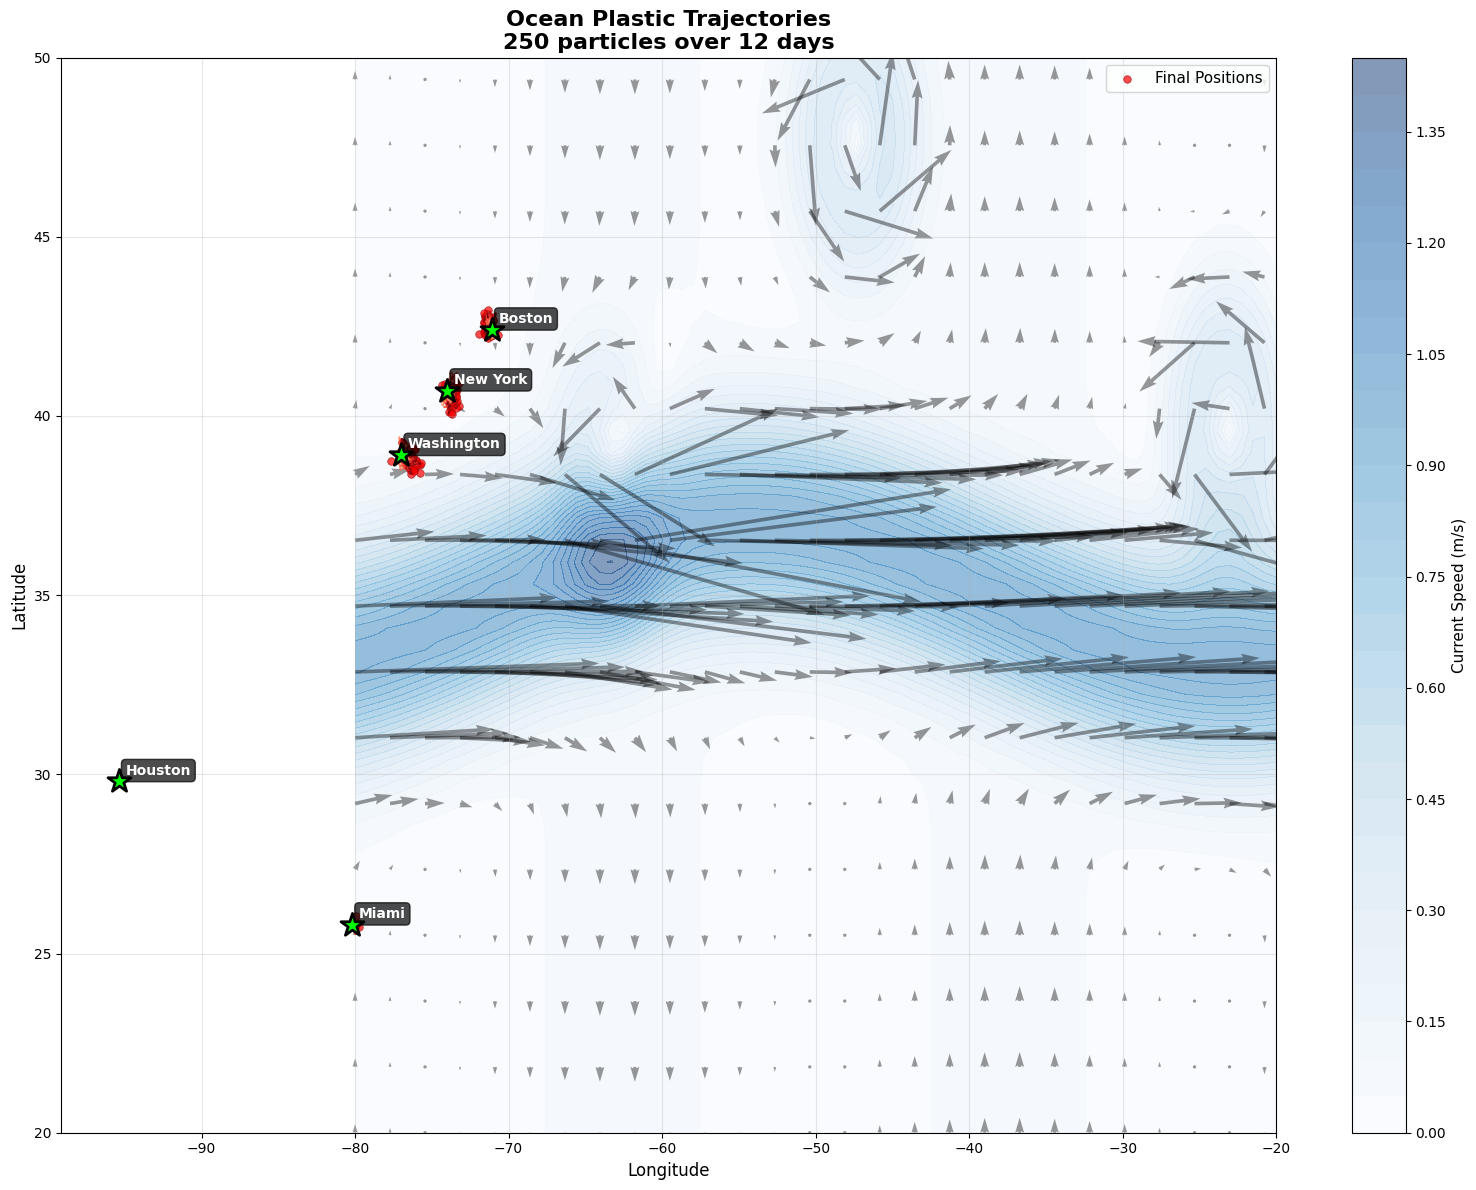 Ocean Plastic Trajectories
250 particles over 12 days
Final Positions
50
45
40
35
30
25
20
Latitude
Boston
New York
Washington
Houston
Miami
−90
−80
−70
−60
−50
−40
−30
−20
Longitude
1.35
1.20
1.05
0.90
0.75
0.60
0.45
0.30
0.15
0.00
Current Speed (m/s)